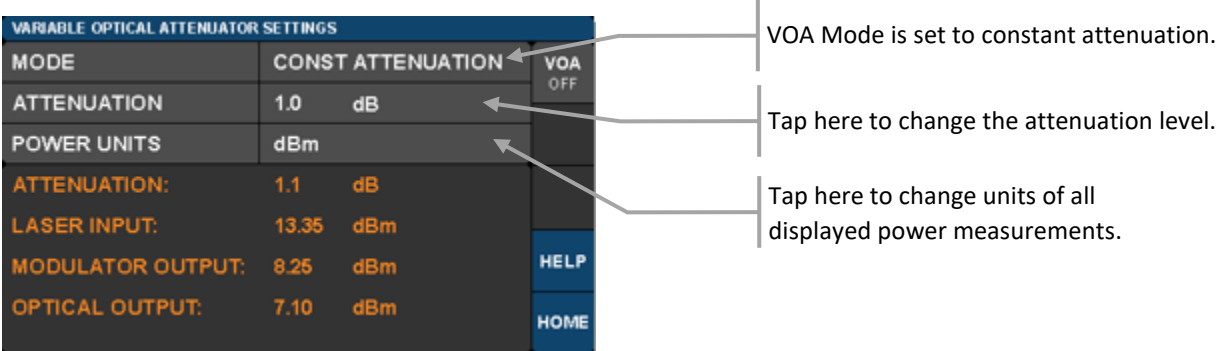 VARIABLE OPTICAL ATTENUATOR SETTINGS
MODE CONST ATTENUATION
VOA
OFF
ATTENUATION 1.0 dB
POWER UNITS dBm
ATTENUATION: 1.1 dB
LASER INPUT: 13.35 dBm
MODULATOR OUTPUT: 8.25 dBm
OPTICAL OUTPUT: 7.10 dBm
HELP
HOME
VOA Mode is set to constant attenuation.
Tap here to change the attenuation level.
Tap here to change units of all
displayed power measurements.